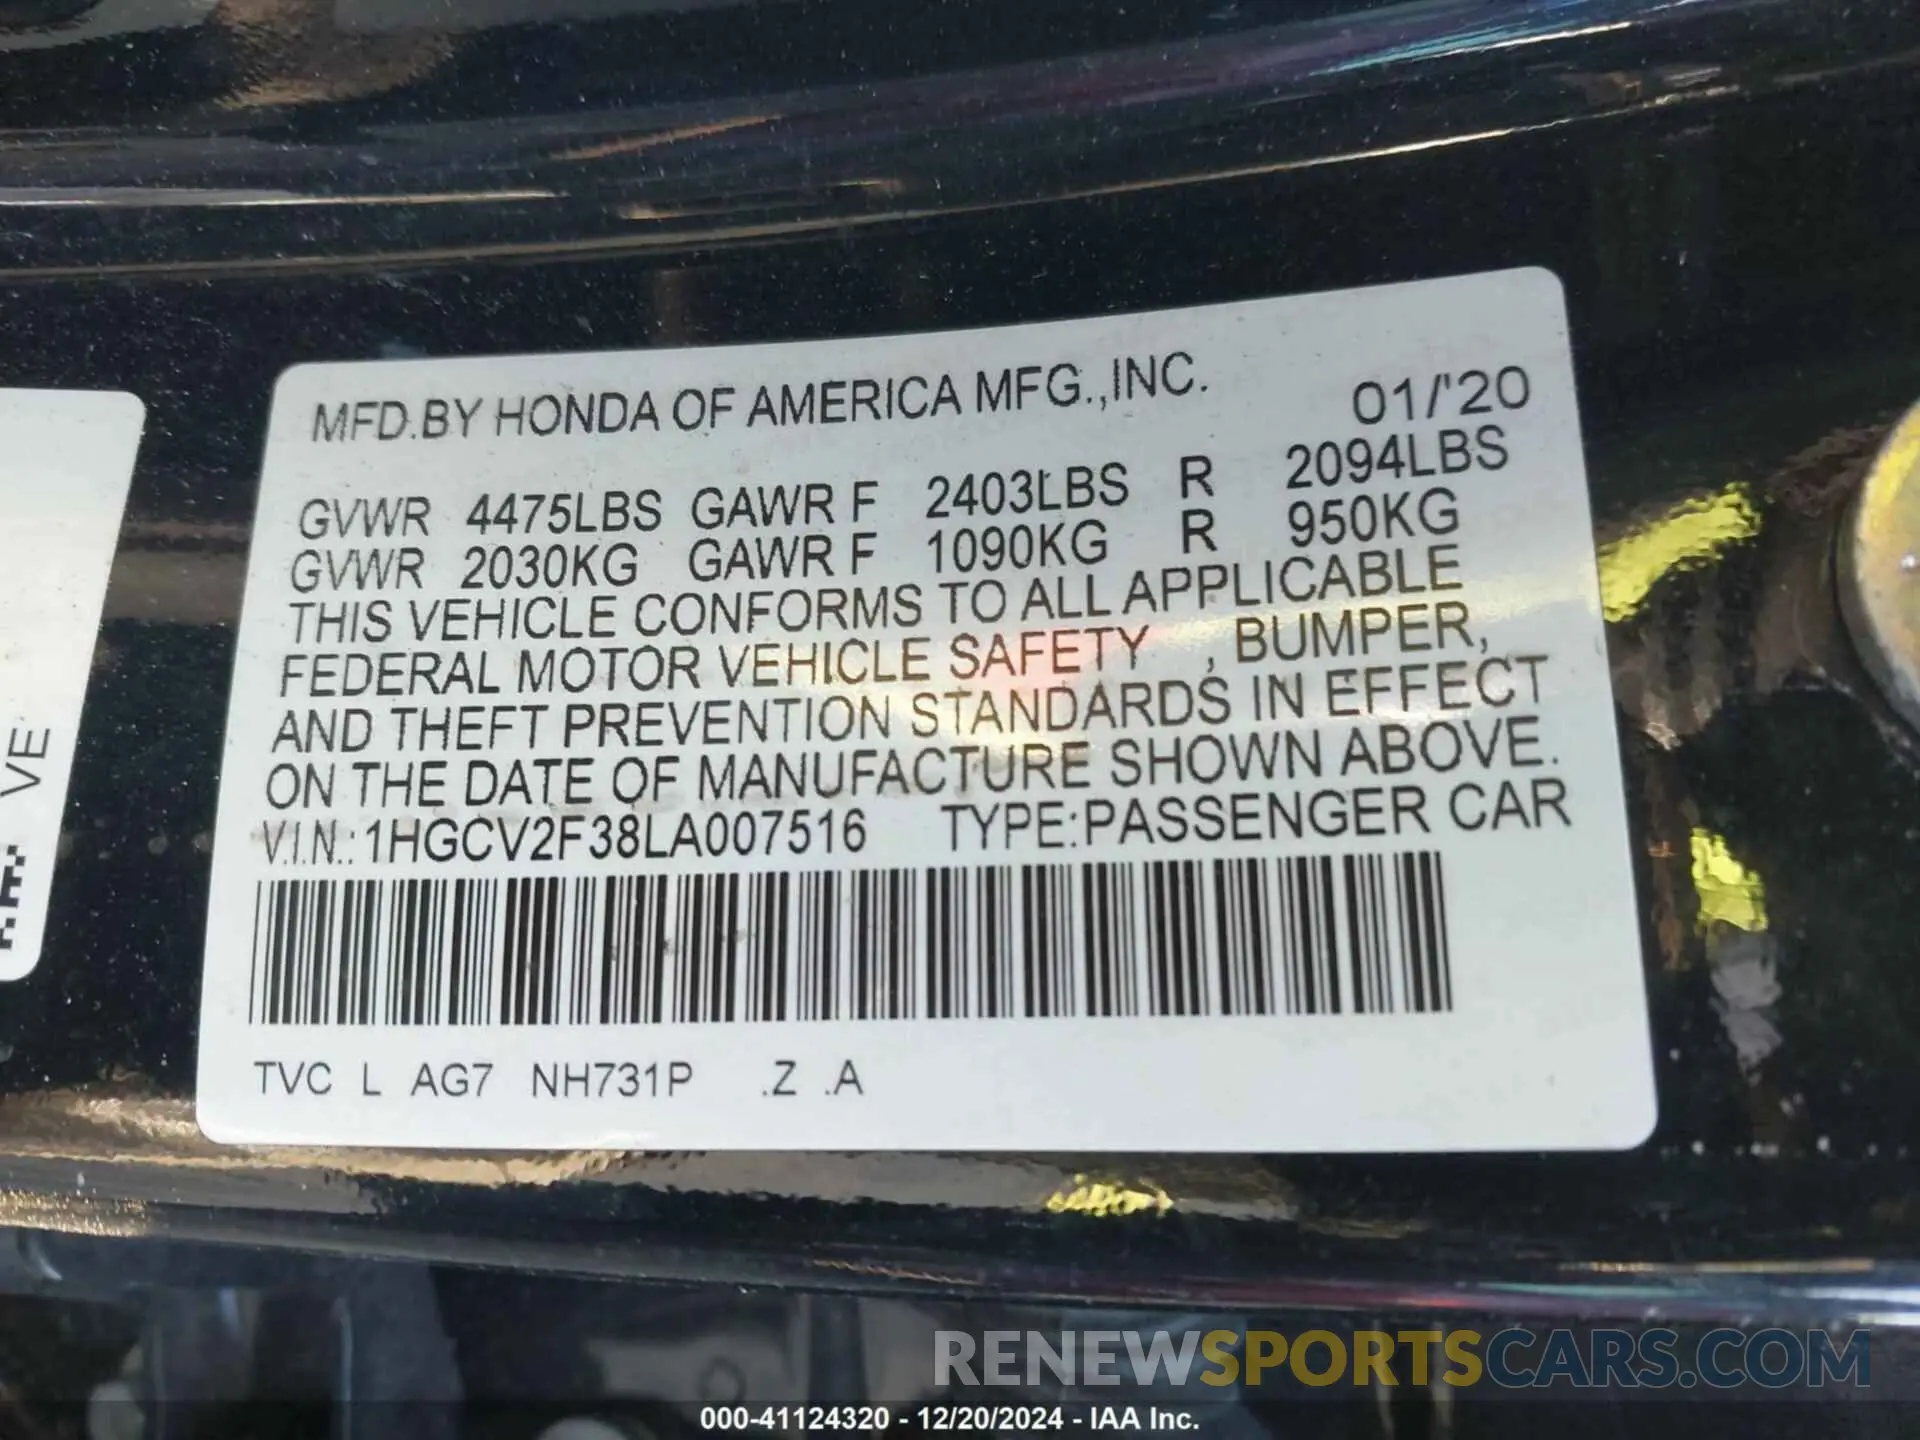 MFD.BY HONDA OF AMERICA MFG.,INC. 01/'20
GVWR 4475LBS GAWR F 2403LBS R 2094LBS
GVWR 2030KG GAWR F 1090KG R 950KG
THIS VEHICLE CONFORMS TO ALL APPLICABLE
FEDERAL MOTOR VEHICLE SAFETY , BUMPER,
AND THEFT PREVENTION STANDARDS IN EFFECT
ON THE DATE OF MANUFACTURE SHOWN ABOVE.
V.I.N.: 1HGCV2F38LA007516 TYPE:PASSENGER CAR
TVC L AG7 NH731P .Z .A
VE
RENEWSPORTSCARS.COM
000-41124320 - 12/20/2024 - IAA Inc.